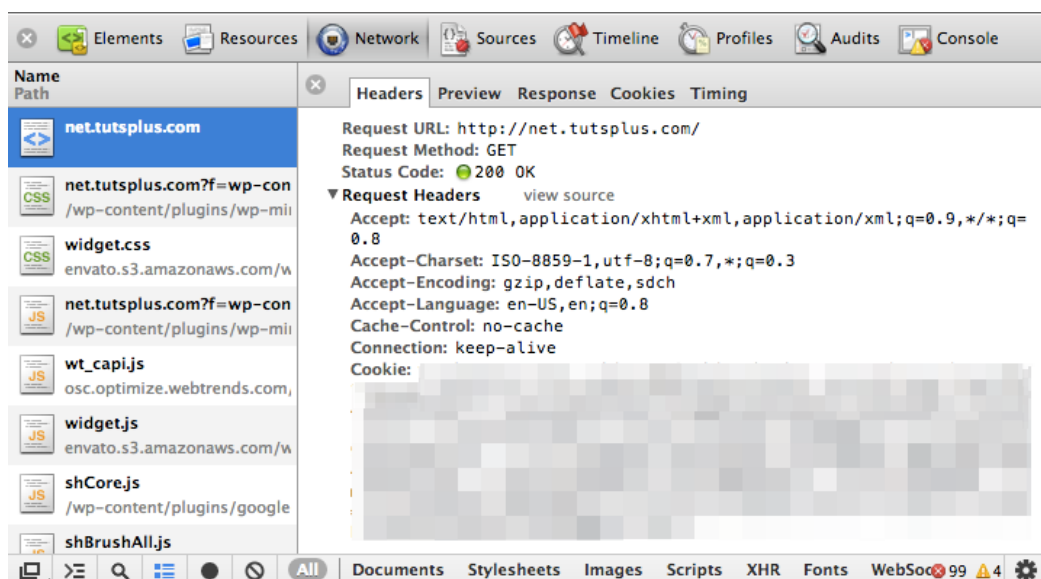 Elements Resources Network Sources Timeline Profiles Audits Console
Name
Path
net.tutsplus.com
net.tutsplus.com?f=wp-con
/wp-content/plugins/wp-mi
widget.css
envato.s3.amazonaws.com/w
net.tutsplus.com?f=wp-con
/wp-content/plugins/wp-mi
wt_capi.js
osc.optimize.webtrends.com,
widget.js
envato.s3.amazonaws.com/w
shCore.js
/wp-content/plugins/google
shBrushAll.js
Headers Preview Response Cookies Timing
Request URL: http://net.tutsplus.com/
Request Method: GET
Status Code: 200 OK
▼Request Headers view source
Accept: text/html,application/xhtml+xml,application/xml;q=0.9,*/*;q=
0.8
Accept-Charset: ISO-8859-1,utf-8;q=0.7,*;q=0.3
Accept-Encoding: gzip,deflate,sdch
Accept-Language: en-US,en;q=0.8
Cache-Control: no-cache
Connection: keep-alive
Cookie:
All Documents Stylesheets Images Scripts XHR Fonts WebSoc 99 4